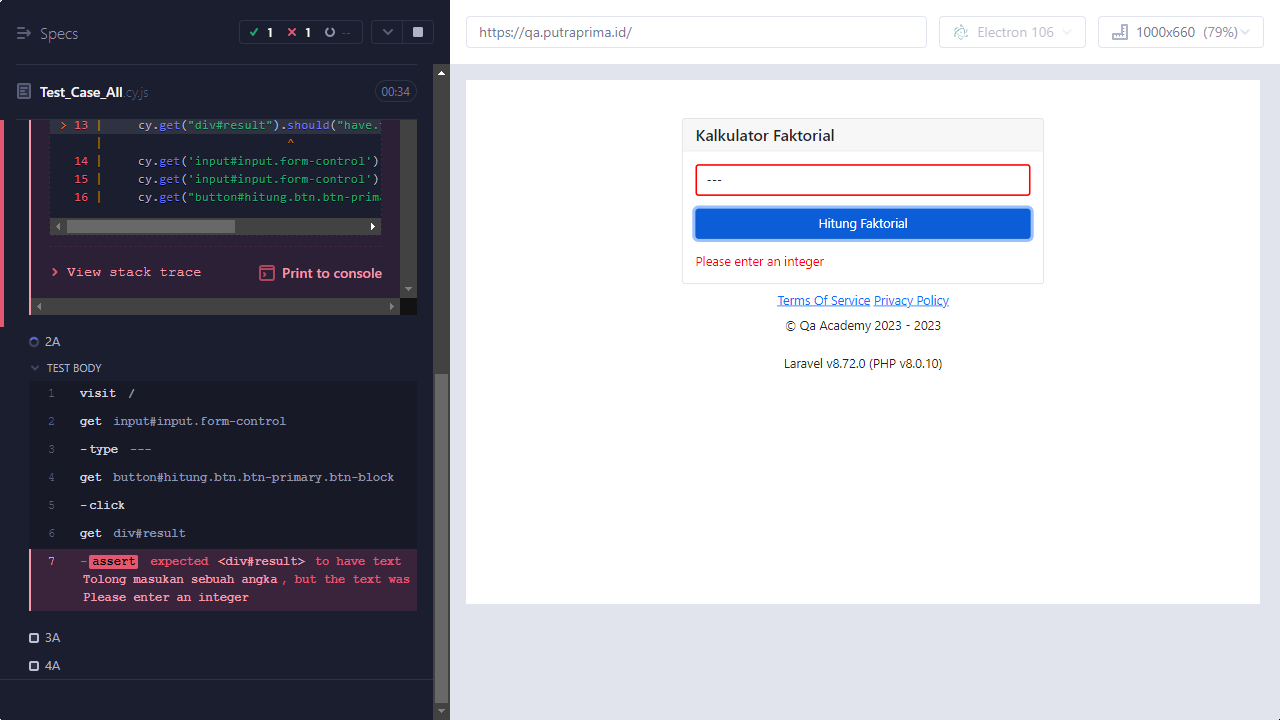 Specs
1
1
--
Test_Case_All.cy.js
00:34
> 13 |     cy.get("div#result").should("have.
|     ^
14 |     cy.get('input#input.form-control')
15 |     cy.get('input#input.form-control')
16 |     cy.get("button#hitung.btn.btn-prim
> View stack trace
Print to console
2A
TEST BODY
1 visit /
2 get input#input.form-control
3 -type ---
4 get button#hitung.btn.btn-primary.btn-block
5 -click
6 get div#result
7 -assert expected <div#result> to have text
Tolong masukan sebuah angka, but the text was
Please enter an integer
3A
4A
https://qa.putraprima.id/
Electron 106
1000x660 (79%)
Kalkulator Faktorial
---
Hitung Faktorial
Please enter an integer
Terms Of Service Privacy Policy
© Qa Academy 2023 - 2023
Laravel v8.72.0 (PHP v8.0.10)